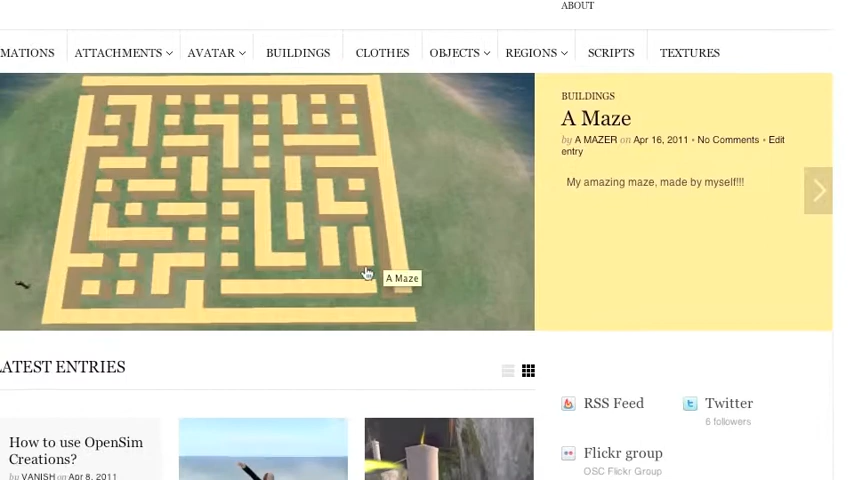 ABOUT
MATIONS ATTACHMENTS AVATAR BUILDINGS CLOTHES OBJECTS REGIONS SCRIPTS TEXTURES
BUILDINGS
A Maze
by A MAZER on Apr 16, 2011 • No Comments • Edit
entry
My amazing maze, made by myself!!!
A Maze
LATEST ENTRIES
RSS Feed
Twitter
6 followers
How to use OpenSim
Creations?
by VANISH on Apr 8, 2011
Flickr group
OSC Flickr Group